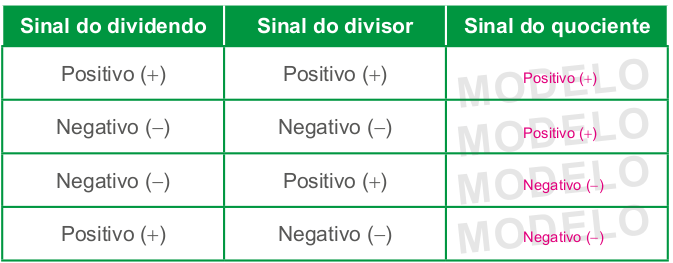 Sinal do dividendo Sinal do divisor Sinal do quociente
Positivo (+) Positivo (+) Positivo (+)
MODELO
Negativo (−) Negativo (−) Positivo (+)
MODELO
Negativo (−) Positivo (+) Negativo (−)
MODELO
Positivo (+) Negativo (−) Negativo (−)
MODELO